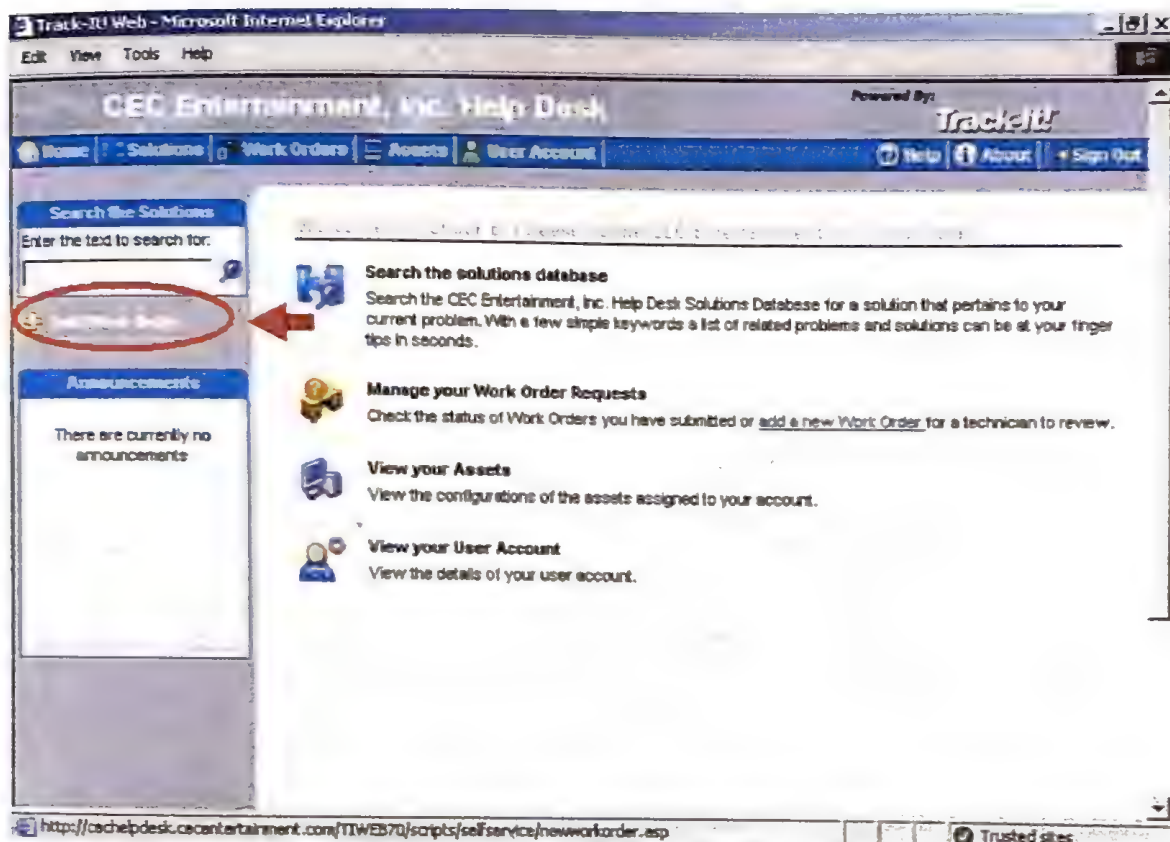 Track-It! Web - Microsoft Internet Explorer
Edit View Tools Help
CEC Entertainment, Inc. Help Desk
Powered By:
Track-It!
Home Solutions Work Orders Assets User Account Help About Sign Out
Search the Solutions
Enter the text to search for:
Search the solutions database
Search the CEC Entertainment, Inc. Help Desk Solutions Database for a solution that pertains to your
current problem. With a few simple keywords a list of related problems and solutions can be at your finger
tips in seconds.
Announcements
There are currently no
announcements
Manage your Work Order Requests
Check the status of Work Orders you have submitted or add a new Work Order for a technician to review.
View your Assets
View the configurations of the assets assigned to your account.
View your User Account
View the details of your user account.
http://cechelpdesk.cecentertainment.com/TIWEB70/scripts/selfservice/newworkorder.asp
Trusted sites